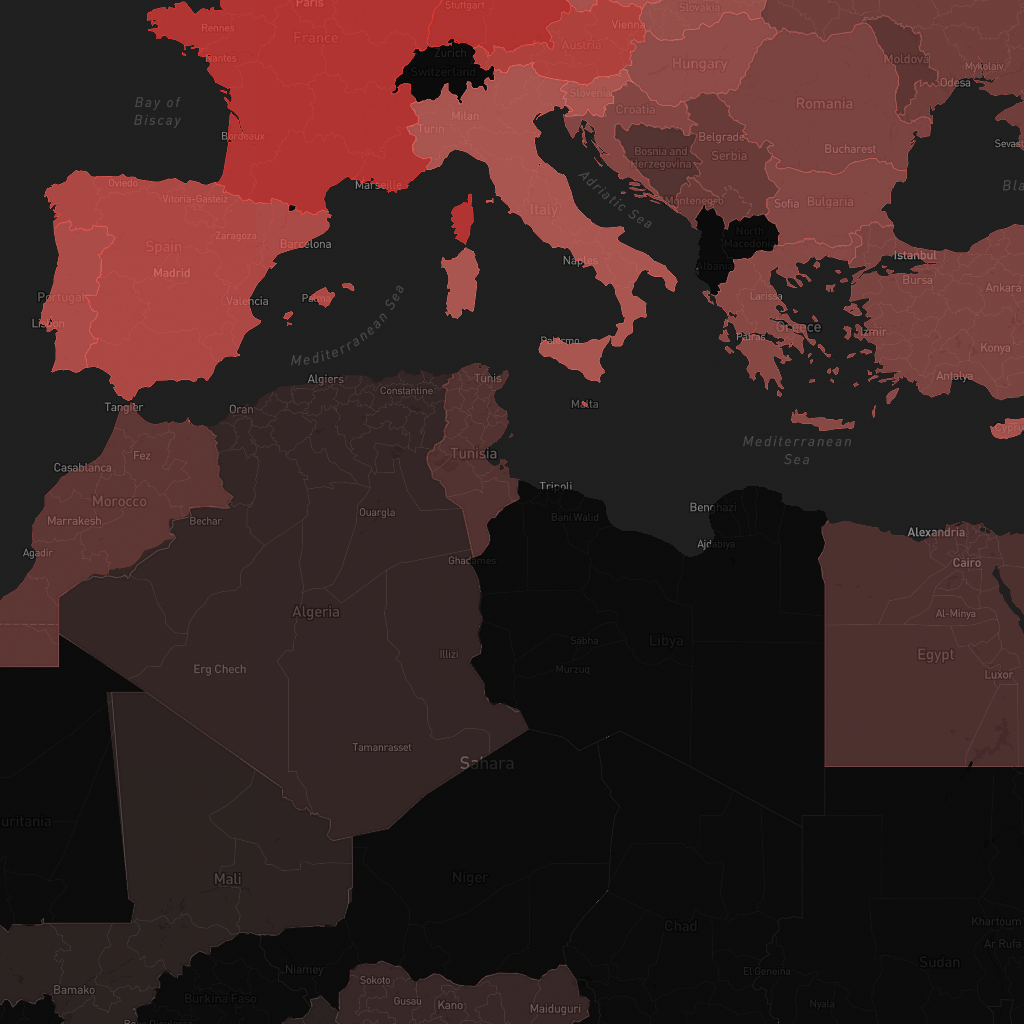 Paris
Stuttgart
Slovakia
Rennes
France
Vienna
Austria
Nantes
Zürich
Switzerland
Hungary
Moldova
Mykolaiv
Odesa
Bay of
Biscay
Milan
Turin
Slovenia
Croatia
Romania
Bordeaux
Belgrade
Serbia
Bucharest
Sevas
Bosnia and
Herzegovina
Oviedo
Vitoria-Gasteiz
Marseille
Adriatic Sea
Montenegro
Sofia
Bulgaria
Bla
Italy
Zaragoza
Barcelona
North
Macedonia
Spain
Madrid
Naples
Albania
Istanbul
Bursa
Ankara
Portugal
Lisbon
Valencia
Palma
Larissa
Greece
Patras
Izmir
Konya
Mediterranean Sea
Palermo
Antalya
Algiers
Constantine
Tunis
Tangier
Oran
Malta
Cyprus
Mediterranean
Sea
Casablanca
Fez
Tunisia
Morocco
Marrakesh
Bechar
Ouargla
Tripoli
Bani Walid
Benghazi
Ajdabiya
Alexandria
Agadir
Ghadames
Cairo
Algeria
Al-Minya
Illizi
Sabha
Libya
Egypt
Erg Chech
Murzuq
Luxor
Tamanrasset
Sahara
uritania
Mali
Niger
Chad
Khartoum
Ar Rufa
Sudan
Niamey
El Geneina
Bamako
Burkina Faso
Sokoto
Gusau
Kano
Maiduguri
Nyala
Bobo Dioulasso